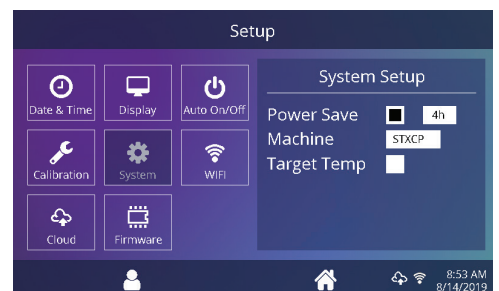 Setup
Date & Time
Display
Auto On/Off
Calibration
System
WIFI
Cloud
Firmware
System Setup
Power Save 4h
Machine STXCP
Target Temp
8:53 AM
8/14/2019